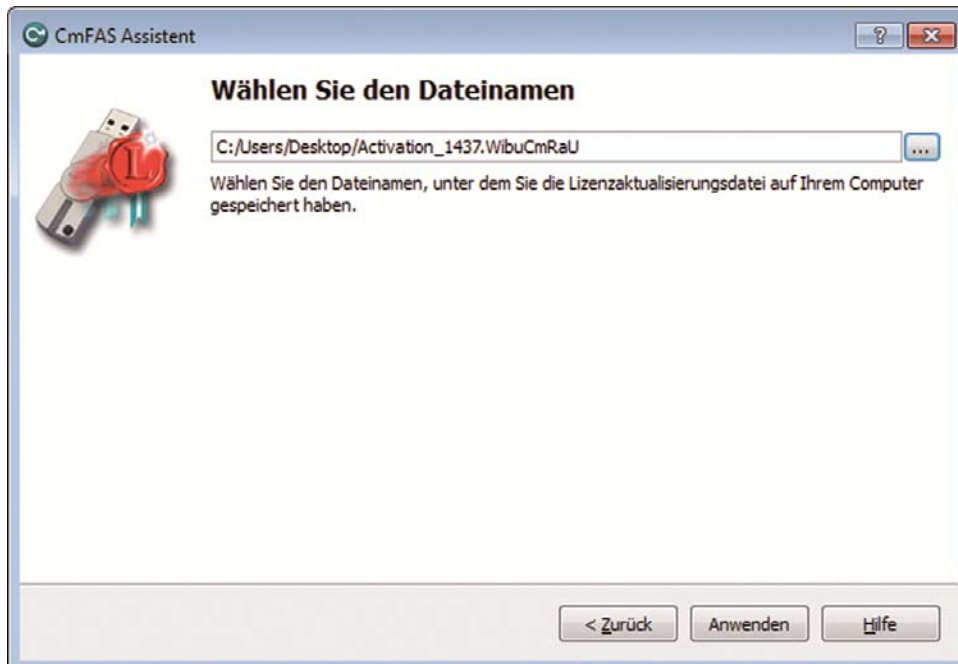 CmFAS Assistent
Wählen Sie den Dateinamen
C:/Users/Desktop/Activation_1437.WibuCmRaU
...
Wählen Sie den Dateinamen, unter dem Sie die Lizenzaktualisierungsdatei auf Ihrem Computer
gespeichert haben.
L
< Zurück
Anwenden
Hilfe